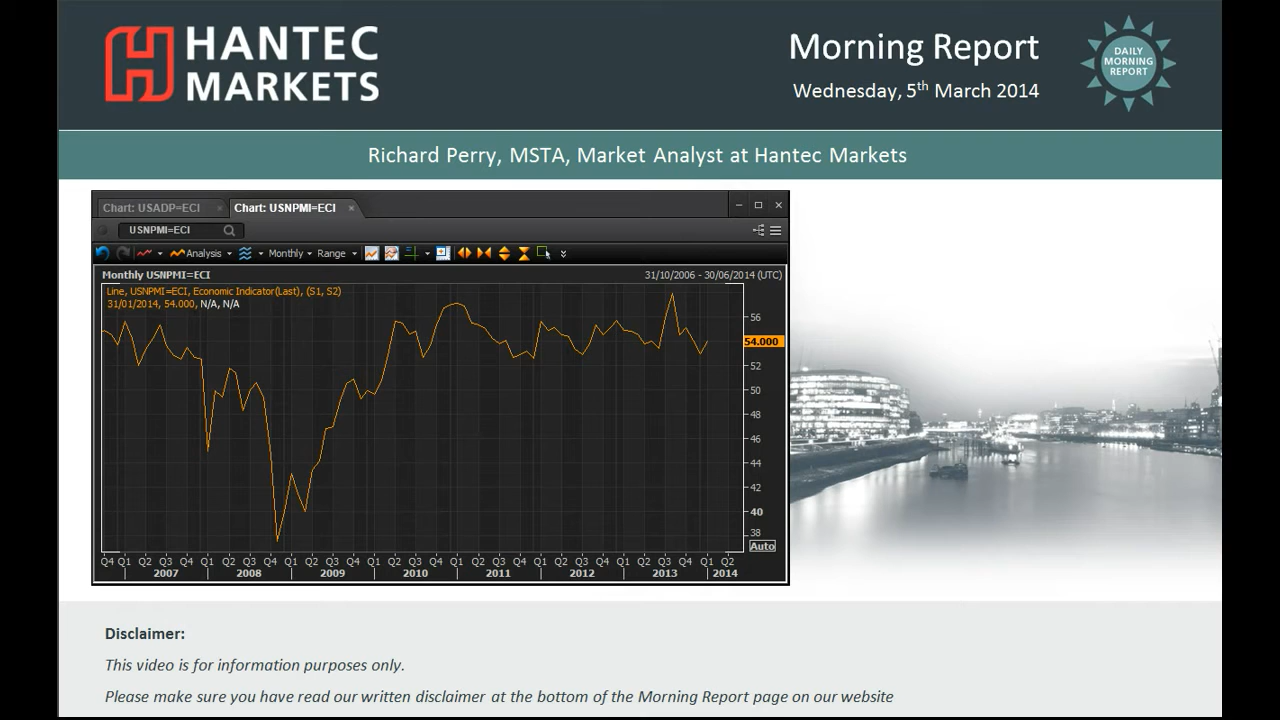 HANTEC
MARKETS
Morning Report
Wednesday, 5th March 2014
DAILY
MORNING
REPORT
Richard Perry, MSTA, Market Analyst at Hantec Markets
Chart: USADP=ECI × Chart: USNPMI=ECI ×
USNPMI=ECI
Analysis Monthly Range
Monthly USNPMI=ECI 31/10/2006 - 30/06/2014 (UTC)
Line, USNPMI=ECI, Economic Indicator(Last), (S1, S2)
31/01/2014, 54.000, N/A, N/A
56
54.000
52
50
48
46
44
42
40
38
Auto
Q4 Q1 Q2 Q3 Q4 Q1 Q2 Q3 Q4 Q1 Q2 Q3 Q4 Q1 Q2 Q3 Q4 Q1 Q2 Q3 Q4 Q1 Q2 Q3 Q4 Q1 Q2 Q3 Q4 Q1 Q2
2007 2008 2009 2010 2011 2012 2013 2014
Disclaimer:
This video is for information purposes only.
Please make sure you have read our written disclaimer at the bottom of the Morning Report page on our website